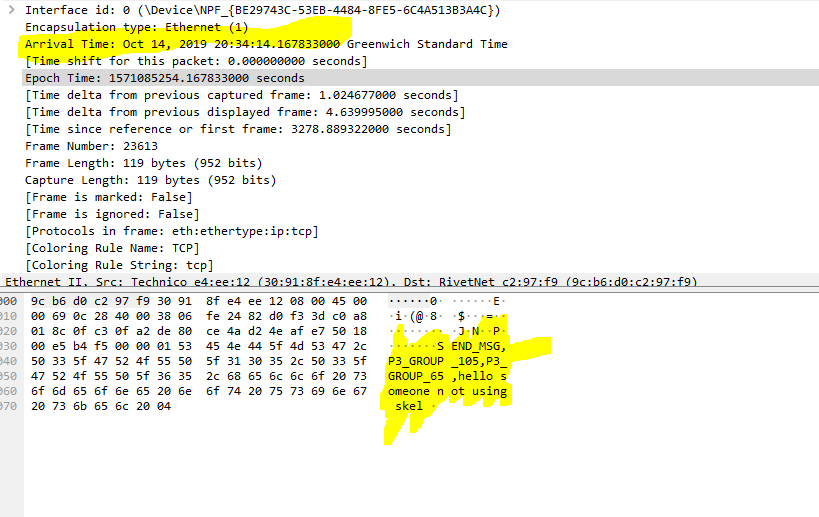 Interface id: 0 (\Device\NPF_{BE29743C-53EB-4484-8FE5-6C4A513B3A4C})
Encapsulation type: Ethernet (1)
Arrival Time: Oct 14, 2019 20:34:14.167833000 Greenwich Standard Time
[Time shift for this packet: 0.000000000 seconds]
Epoch Time: 1571085254.167833000 seconds
[Time delta from previous captured frame: 1.024677000 seconds]
[Time delta from previous displayed frame: 4.639995000 seconds]
[Time since reference or first frame: 3278.889322000 seconds]
Frame Number: 23613
Frame Length: 119 bytes (952 bits)
Capture Length: 119 bytes (952 bits)
[Frame is marked: False]
[Frame is ignored: False]
[Protocols in frame: eth:ethertype:ip:tcp]
[Coloring Rule Name: TCP]
[Coloring Rule String: tcp]
Ethernet II, Src: Technico e4:ee:12 (30:91:8f:e4:ee:12), Dst: RivetNet c2:97:f9 (9c:b6:d0:c2:97:f9)
000 9c b6 d0 c2 97 f9 30 91 8f e4 ee 12 08 00 45 00 ······0· ······E·
010 00 69 0c 28 40 00 38 06 fe 24 82 d0 f3 3d c0 a8 ·i·(@·8· ·$···=··
020 01 8c 0f c3 0f a2 de 80 ce 4a d4 4e af e7 50 18 ········ ·J·N··P·
030 00 e5 b4 f5 00 00 01 53 45 4e 44 5f 4d 53 47 2c ·······S END_MSG,
040 50 33 5f 47 52 4f 55 50 5f 31 30 35 2c 50 33 5f P3_GROUP _105,P3_
050 47 52 4f 55 50 5f 36 35 2c 68 65 6c 6c 6f 20 73 GROUP_65 ,hello s
060 6f 6d 65 6f 6e 65 20 6e 6f 74 20 75 73 69 6e 67 omeone n ot using
070 20 73 6b 65 6c 20 04 skel ·